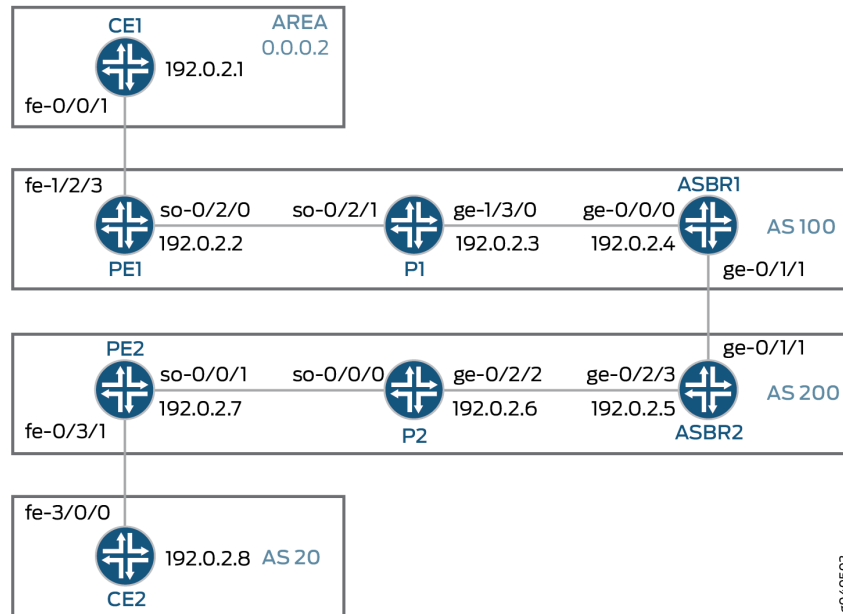 CE1
AREA
0.0.0.2
192.0.2.1
fe-0/0/1
fe-1/2/3
ASBR1
so-0/2/0
so-0/2/1
ge-1/3/0
ge-0/0/0
AS 100
192.0.2.2
192.0.2.3
192.0.2.4
PE1
P1
ge-0/1/1
PE2
ge-0/1/1
so-0/0/1
so-0/0/0
ge-0/2/2
ge-0/2/3
AS 200
192.0.2.7
192.0.2.6
192.0.2.5
fe-0/3/1
P2
ASBR2
fe-3/0/0
192.0.2.8
AS 20
CE2